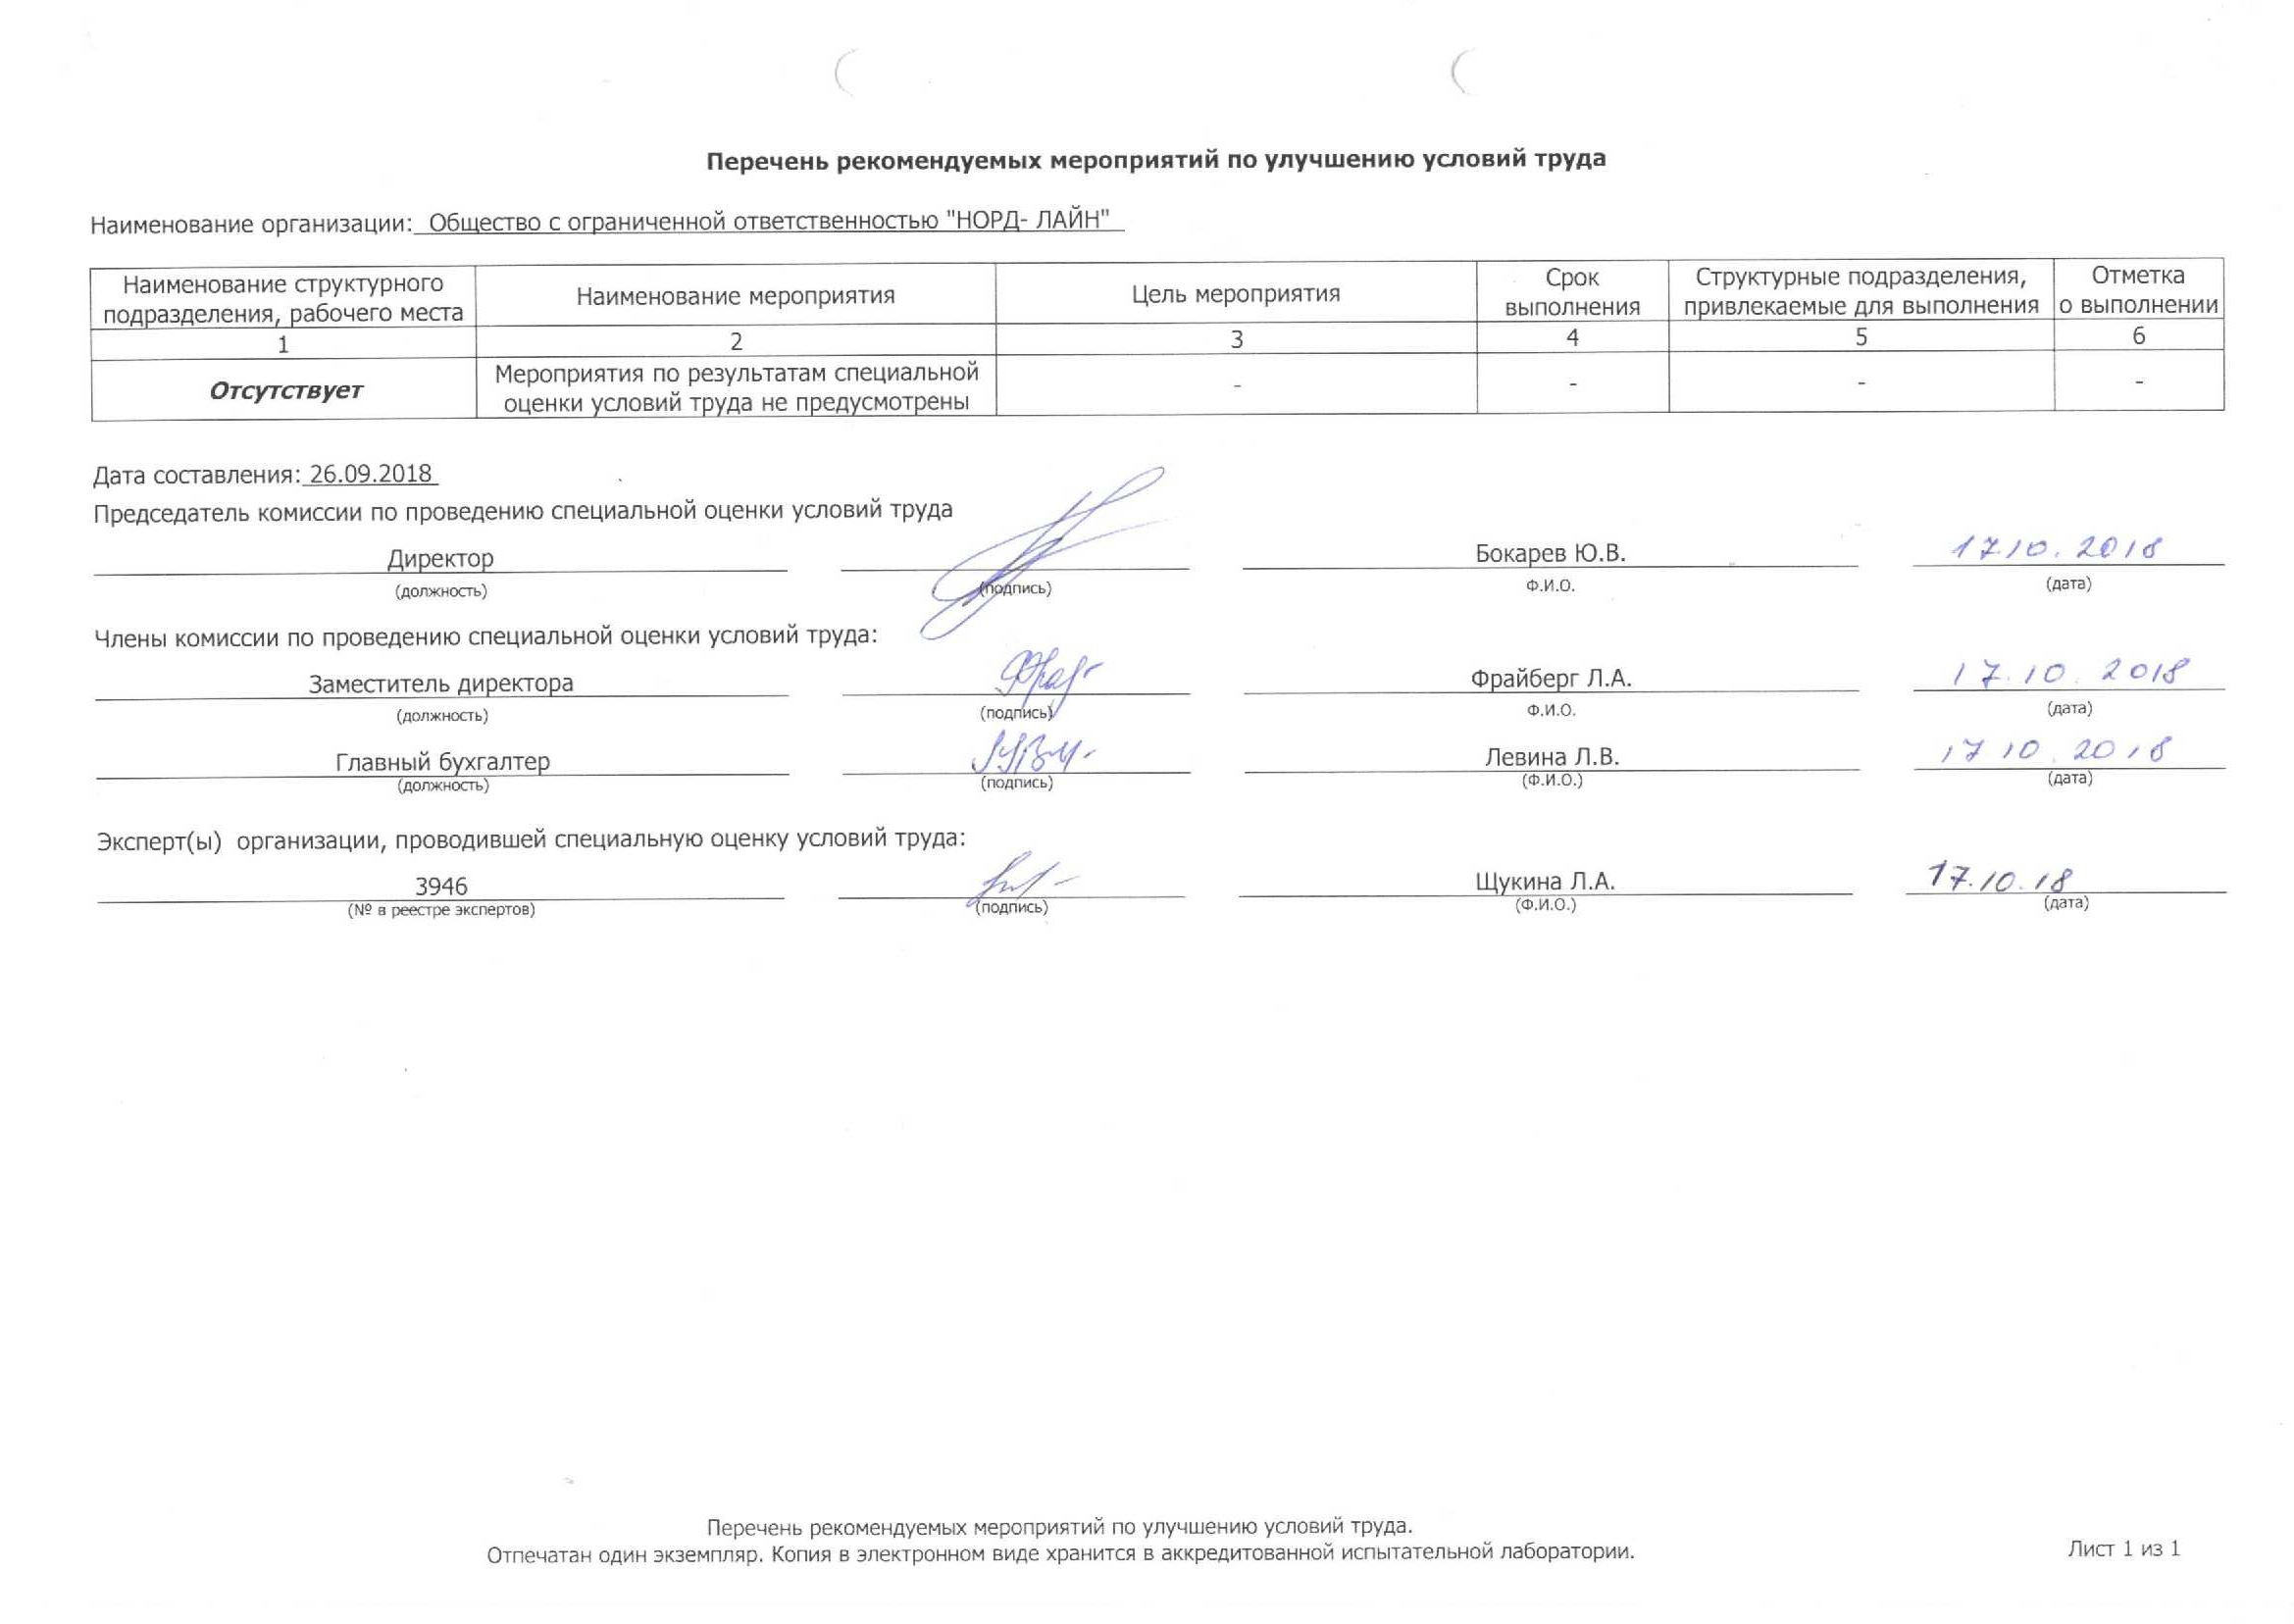 Перечень рекомендуемых мероприятий по улучшению условий труда
Наименование организации: Общество с ограниченной ответственностью "НОРД- ЛАЙН"
Наименование структурного подразделения, рабочего места
Наименование мероприятия
Цель мероприятия
Срок выполнения
Структурные подразделения, привлекаемые для выполнения
Отметка о выполнении
1 2 3 4 5 6
Отсутствует
Мероприятия по результатам специальной оценки условий труда не предусмотрены
- - - -
Дата составления: 26.09.2018
Председатель комиссии по проведению специальной оценки условий труда
Директор Бокарев Ю.В. 17.10.2018
(должность) (подпись) Ф.И.О. (дата)
Члены комиссии по проведению специальной оценки условий труда:
Заместитель директора Фрайберг Л.А. 17.10.2018
(должность) (подпись) Ф.И.О. (дата)
Главный бухгалтер Левина Л.В. 17 10.2018
(должность) (подпись) (Ф.И.О.) (дата)
Эксперт(ы) организации, проводившей специальную оценку условий труда:
3946 Щукина Л.А. 17.10.18
(№ в реестре экспертов) (подпись) (Ф.И.О.) (дата)
Перечень рекомендуемых мероприятий по улучшению условий труда.
Отпечатан один экземпляр. Копия в электронном виде хранится в аккредитованной испытательной лаборатории.
Лист 1 из 1